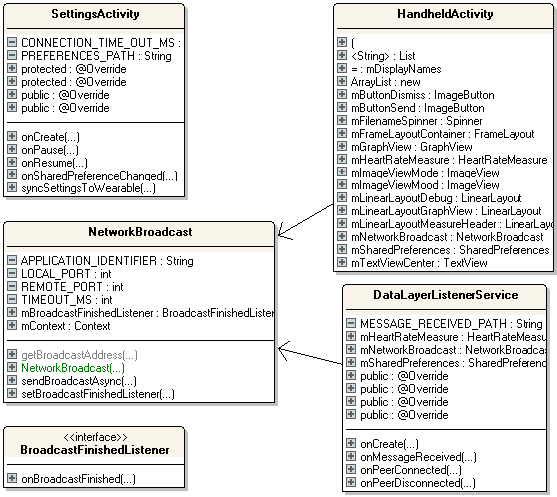 SettingsActivity
CONNECTION_TIME_OUT_MS :
PREFERENCES_PATH : String
protected : @Override
protected : @Override
public : @Override
public : @Override
onCreate(...)
onPause(...)
onResume(...)
onSharedPreferenceChanged(...)
syncSettingsToWearable(...)
HandheldActivity
(
<String> : List
= : mDisplayNames
ArrayList : new
mButtonDismiss : ImageButton
mButtonSend : ImageButton
mFilenameSpinner : Spinner
mFrameLayoutContainer : FrameLayout
mGraphView : GraphView
mHeartRateMeasure : HeartRateMeasure
mImageViewMode : ImageView
mImageViewMood : ImageView
mLinearLayoutDebug : LinearLayout
mLinearLayoutGraphView : LinearLayout
mLinearLayoutMeasureHeader : LinearLayo
mNetworkBroadcast : NetworkBroadcast
mSharedPreferences : SharedPreferences
mTextViewCenter : TextView
NetworkBroadcast
APPLICATION_IDENTIFIER : String
LOCAL_PORT : int
REMOTE_PORT : int
TIMEOUT_MS : int
mBroadcastFinishedListener : BroadcastFinishedListen
mContext : Context
getBroadcastAddress(...)
NetworkBroadcast(...)
sendBroadcastAsync(...)
setBroadcastFinishedListener(...)
DataLayerListenerService
MESSAGE_RECEIVED_PATH : String
mHeartRateMeasure : HeartRateMeasu
mNetworkBroadcast : NetworkBroadcas
mSharedPreferences : SharedPreferenc
public : @Override
public : @Override
public : @Override
public : @Override
onCreate(...)
onMessageReceived(...)
onPeerConnected(...)
onPeerDisconnected(...)
<<interface>>
BroadcastFinishedListener
onBroadcastFinished(...)